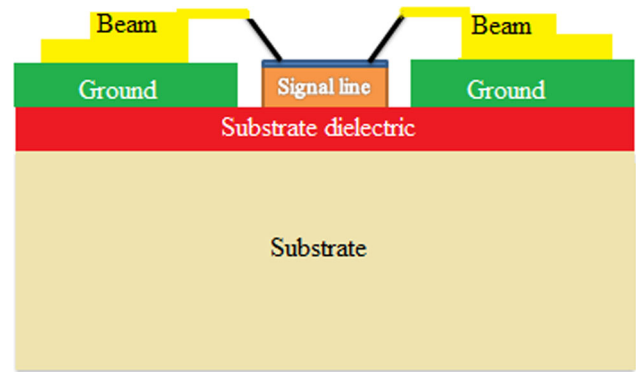 Beam
Beam
Ground
Signal line
Ground
Substrate dielectric
Substrate